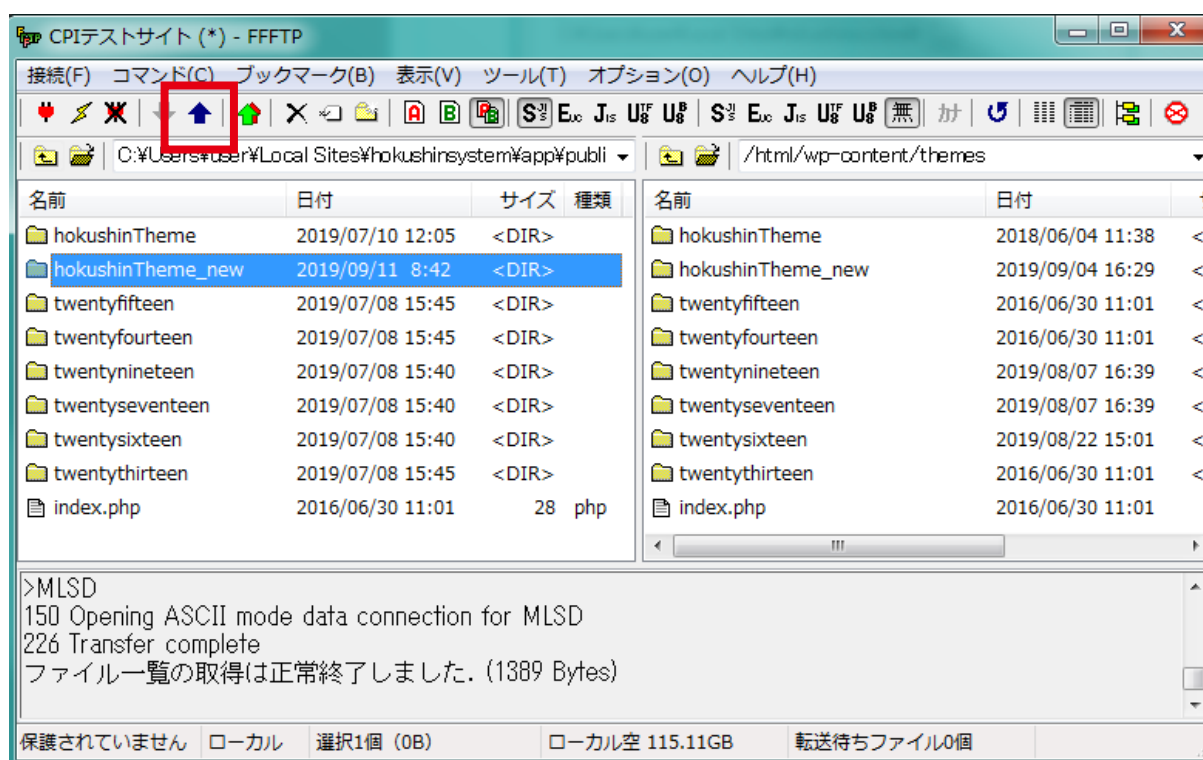 CPIテストサイト (*) - FFFTP
接続(F) コマンド(C) ブックマーク(B) 表示(V) ツール(T) オプション(O) ヘルプ(H)
A B S Euc Jis S Euc Jis 無 カナ
C:¥Users¥user¥Local Sites¥hokushinsystem¥app¥publi /html/wp-content/themes
名前 日付 サイズ 種類 名前 日付
hokushinTheme 2019/07/10 12:05 <DIR> hokushinTheme 2018/06/04 11:38 <
hokushinTheme_new 2019/09/11 8:42 <DIR> hokushinTheme_new 2019/09/04 16:29 <
twentyfifteen 2019/07/08 15:45 <DIR> twentyfifteen 2016/06/30 11:01 <
twentyfourteen 2019/07/08 15:45 <DIR> twentyfourteen 2016/06/30 11:01 <
twentynineteen 2019/07/08 15:40 <DIR> twentynineteen 2019/08/07 16:39 <
twentyseventeen 2019/07/08 15:40 <DIR> twentyseventeen 2019/08/07 16:39 <
twentysixteen 2019/07/08 15:40 <DIR> twentysixteen 2019/08/22 15:01 <
twentythirteen 2019/07/08 15:45 <DIR> twentythirteen 2016/06/30 11:01 <
index.php 2016/06/30 11:01 28 php index.php 2016/06/30 11:01
>MLSD
150 Opening ASCII mode data connection for MLSD
226 Transfer complete
ファイル一覧の取得は正常終了しました. (1389 Bytes)
保護されていません ローカル 選択1個 (0B) ローカル空 115.11GB 転送待ちファイル0個